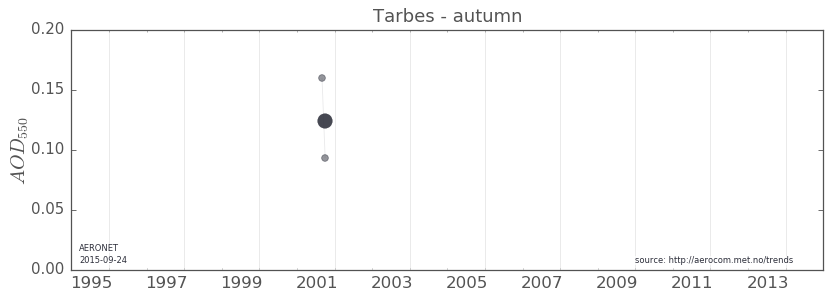 Tarbes - autumn
0.20
0.15
0.10
0.05
0.00
AOD550
AERONET
2015-09-24
source: http://aerocom.met.no/trends
1995 1997 1999 2001 2003 2005 2007 2009 2011 2013